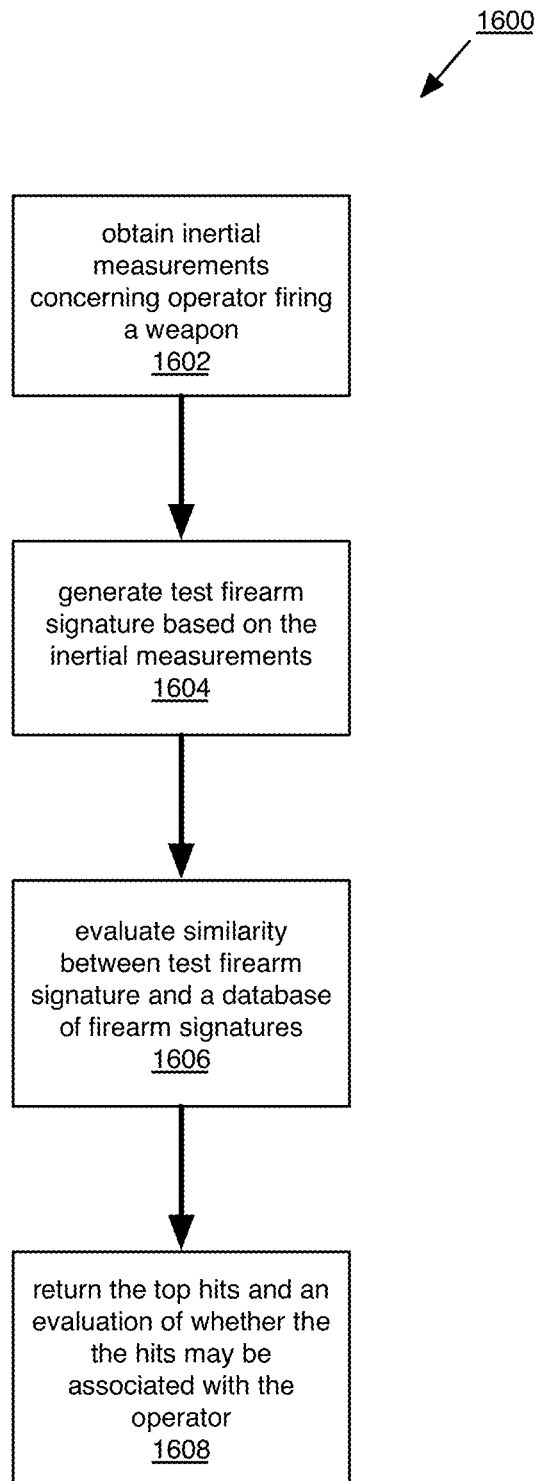 1600
obtain inertial
measurements
concerning operator firing
a weapon
1602
generate test firearm
signature based on the
inertial measurements
1604
evaluate similarity
between test firearm
signature and a database
of firearm signatures
1606
return the top hits and an
evaluation of whether the
the hits may be
associated with the
operator
1608